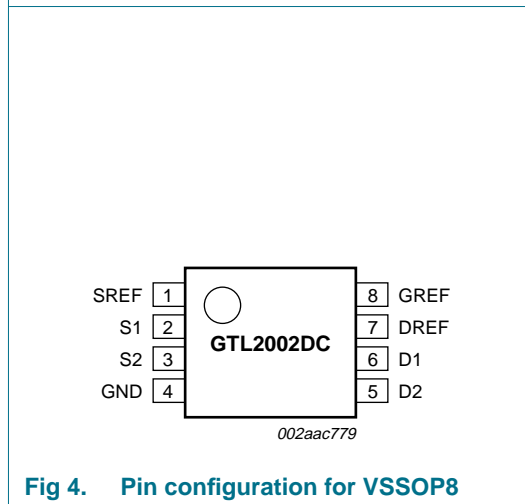 SREF 1 8 GREF
S1 2 7 DREF
GTL2002DC
S2 3 6 D1
GND 4 5 D2
002aac779
Fig 4. Pin configuration for VSSOP8